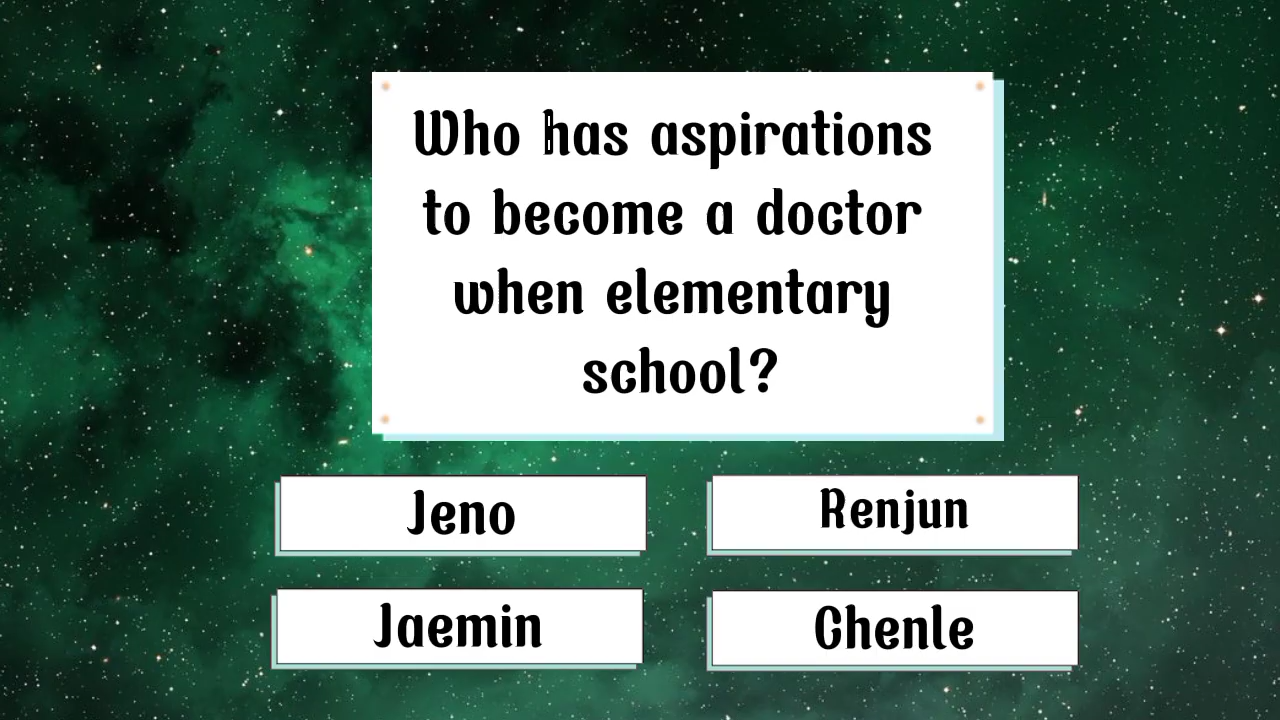 Who has aspirations
to become a doctor
when elementary
school?
Jeno
Renjun
Jaemin
Chenle